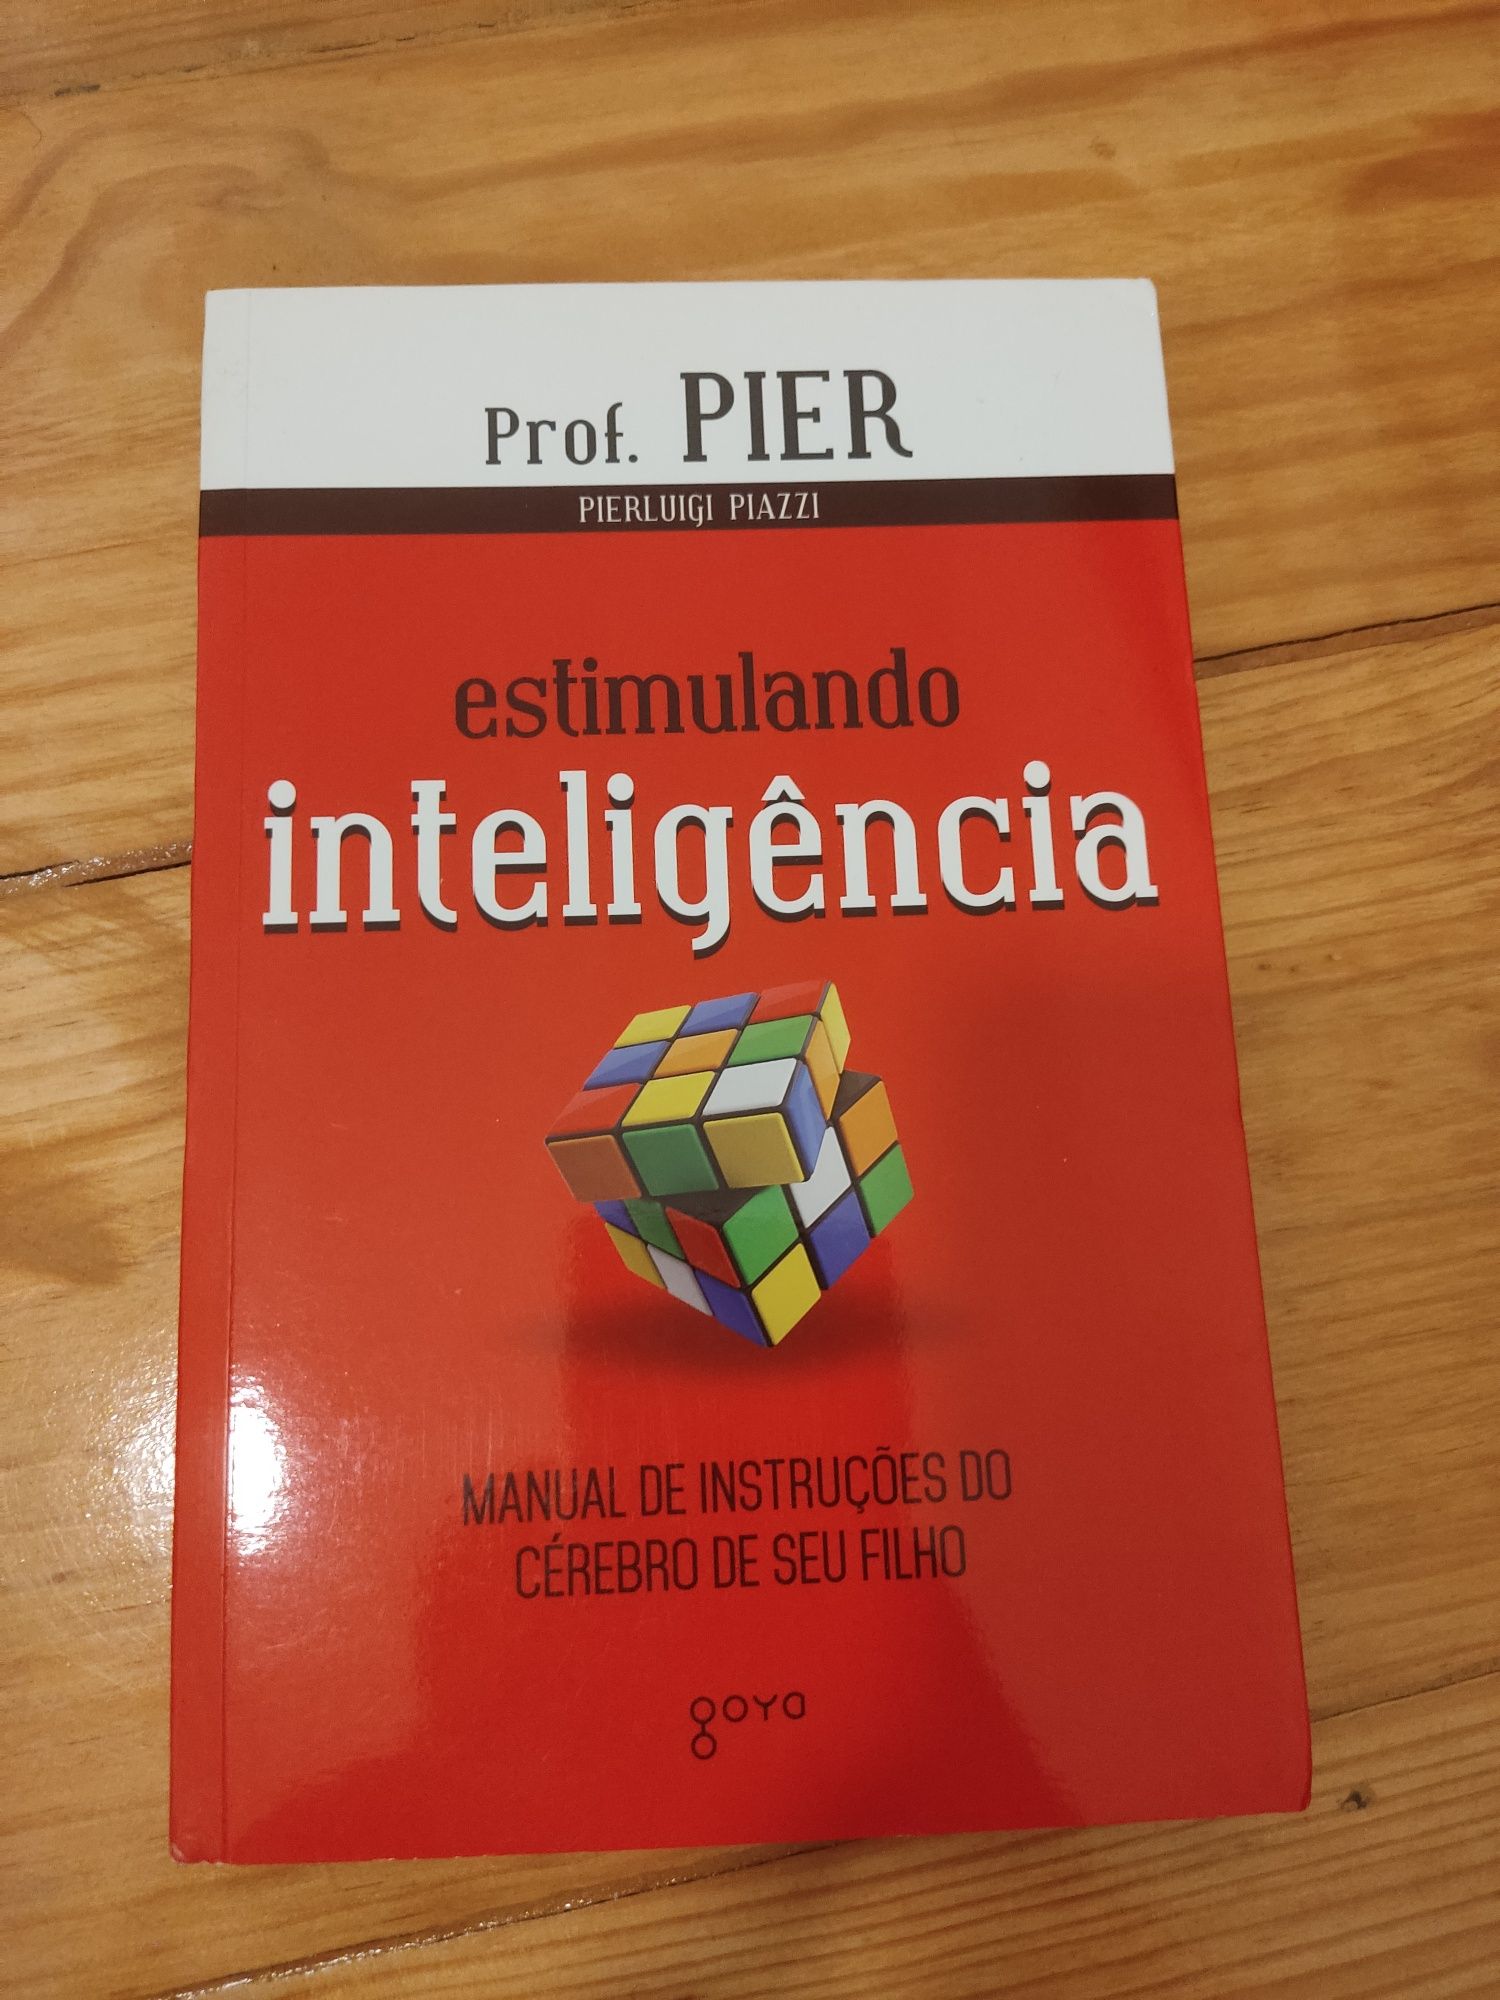 Prof. PIER
PIERLUIGI PIAZZI
estimulando
inteligência
MANUAL DE INSTRUÇÕES DO
CÉREBRO DE SEU FILHO
goya